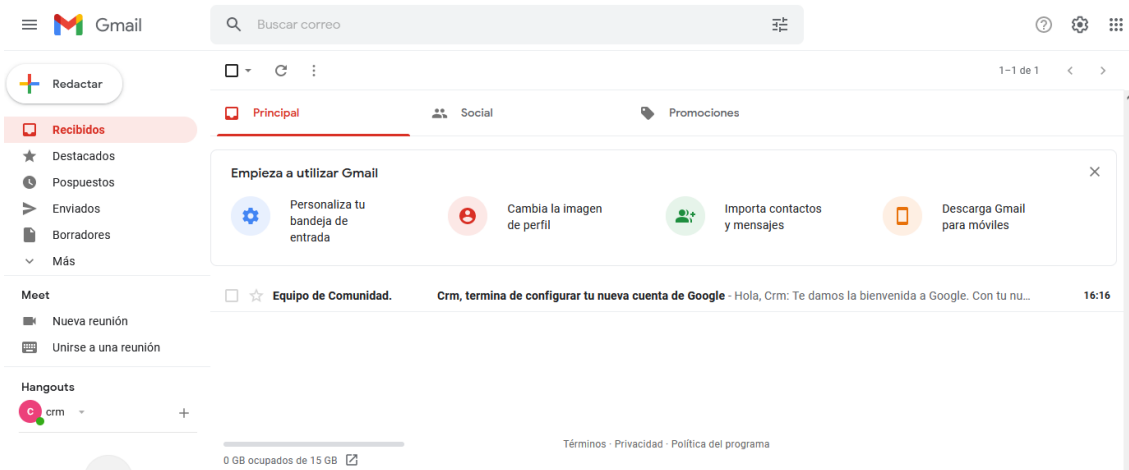 Gmail
Buscar correo
Redactar
1–1 de 1
Principal
Social
Promociones
Recibidos
Destacados
Pospuestos
Enviados
Borradores
Más
Empieza a utilizar Gmail
Personaliza tu
bandeja de
entrada
Cambia la imagen
de perfil
Importa contactos
y mensajes
Descarga Gmail
para móviles
Equipo de Comunidad. Crm, termina de configurar tu nueva cuenta de Google - Hola, Crm: Te damos la bienvenida a Google. Con tu nu... 16:16
Meet
Nueva reunión
Unirse a una reunión
Hangouts
C crm
Términos · Privacidad · Política del programa
0 GB ocupados de 15 GB